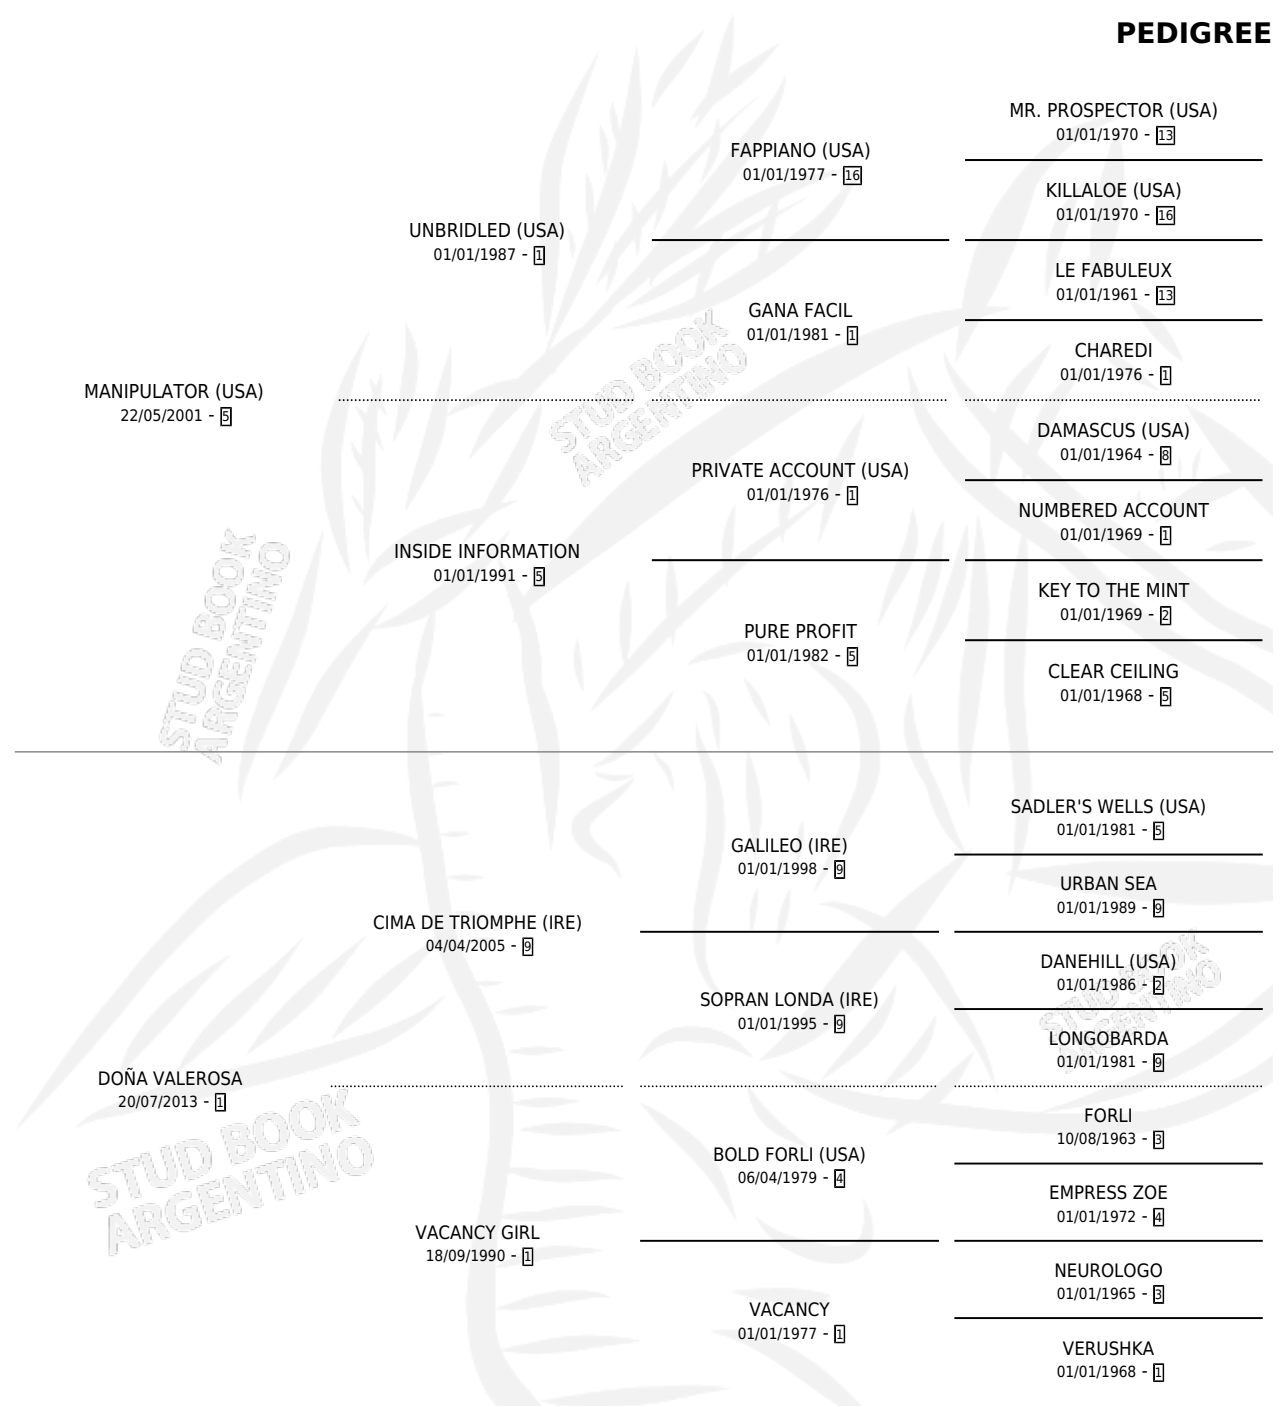 PEDIGREE
MR. PROSPECTOR (USA)
01/01/1970 - 13
FAPPIANO (USA)
01/01/1977 - 16
KILLALOE (USA)
01/01/1970 - 16
UNBRIDLED (USA)
01/01/1987 - 1
LE FABULEUX
01/01/1961 - 13
GANA FACIL
01/01/1981 - 1
CHAREDI
01/01/1976 - 1
MANIPULATOR (USA)
22/05/2001 - 5
DAMASCUS (USA)
01/01/1964 - 8
PRIVATE ACCOUNT (USA)
01/01/1976 - 1
NUMBERED ACCOUNT
01/01/1969 - 1
INSIDE INFORMATION
01/01/1991 - 5
KEY TO THE MINT
01/01/1969 - 2
PURE PROFIT
01/01/1982 - 5
CLEAR CEILING
01/01/1968 - 5
SADLER'S WELLS (USA)
01/01/1981 - 5
GALILEO (IRE)
01/01/1998 - 9
URBAN SEA
01/01/1989 - 9
CIMA DE TRIOMPHE (IRE)
04/04/2005 - 9
DANEHILL (USA)
01/01/1986 - 2
SOPRAN LONDA (IRE)
01/01/1995 - 9
LONGOBARDA
01/01/1981 - 9
DOÑA VALEROSA
20/07/2013 - 1
FORLI
10/08/1963 - 3
BOLD FORLI (USA)
06/04/1979 - 4
EMPRESS ZOE
01/01/1972 - 4
VACANCY GIRL
18/09/1990 - 1
NEUROLOGO
01/01/1965 - 3
VACANCY
01/01/1977 - 1
VERUSHKA
01/01/1968 - 1
STUD BOOK
ARGENTINO
STUD BOOK
ARGENTINO
STUD BOOK
ARGENTINO
STUD BOOK
ARGENTINO